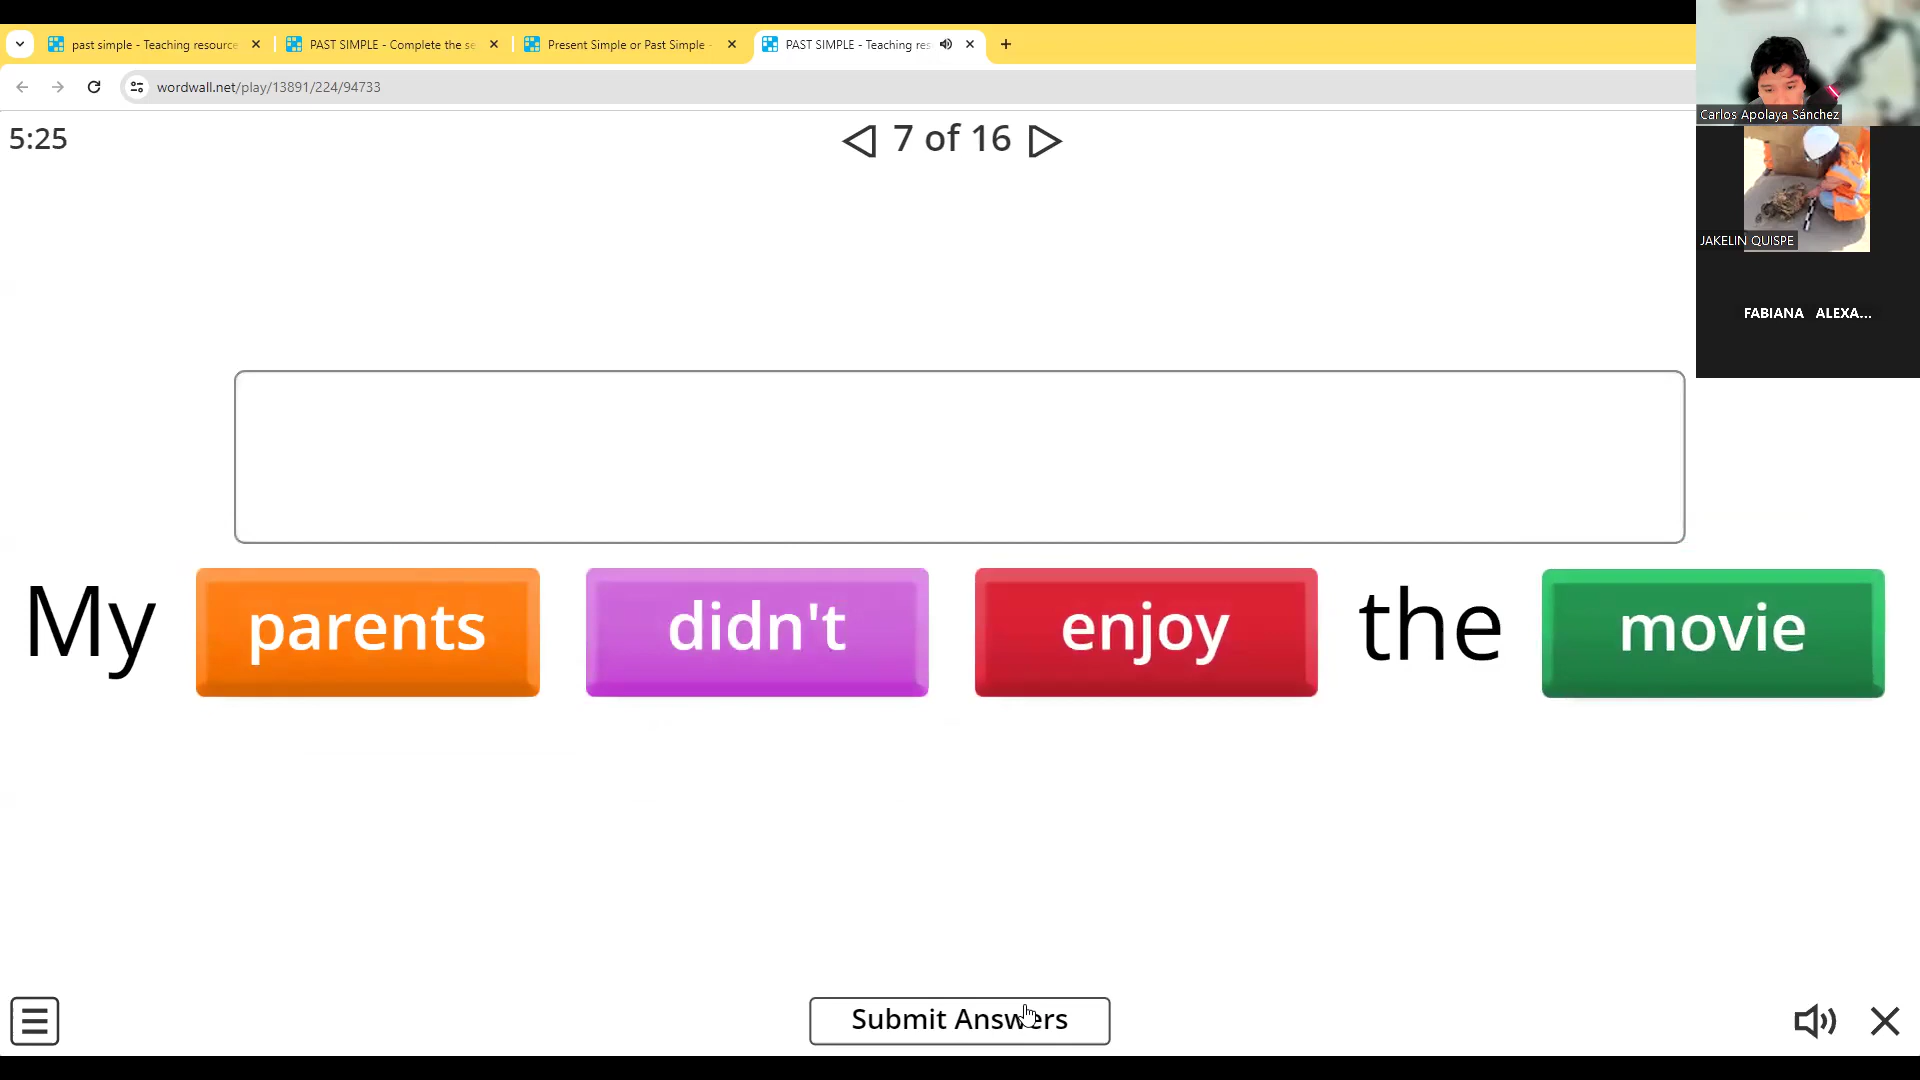 past simple - Teaching resource
PAST SIMPLE - Complete the se
Present Simple or Past Simple -
PAST SIMPLE - Teaching res
wordwall.net/play/13891/224/94733
5:25
7 of 16
Carlos Apolaya Sánchez
JAKELIN QUISPE
FABIANA ALEXA...
My parents didn't enjoy the movie
Submit Answers